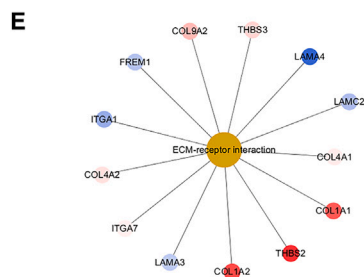 E
COL9A2
THBS3
FREM1
LAMA4
LAMC2
ITGA1
ECM-receptor interaction
COL4A1
COL4A2
COL1A1
ITGA7
THBS2
LAMA3
COL1A2